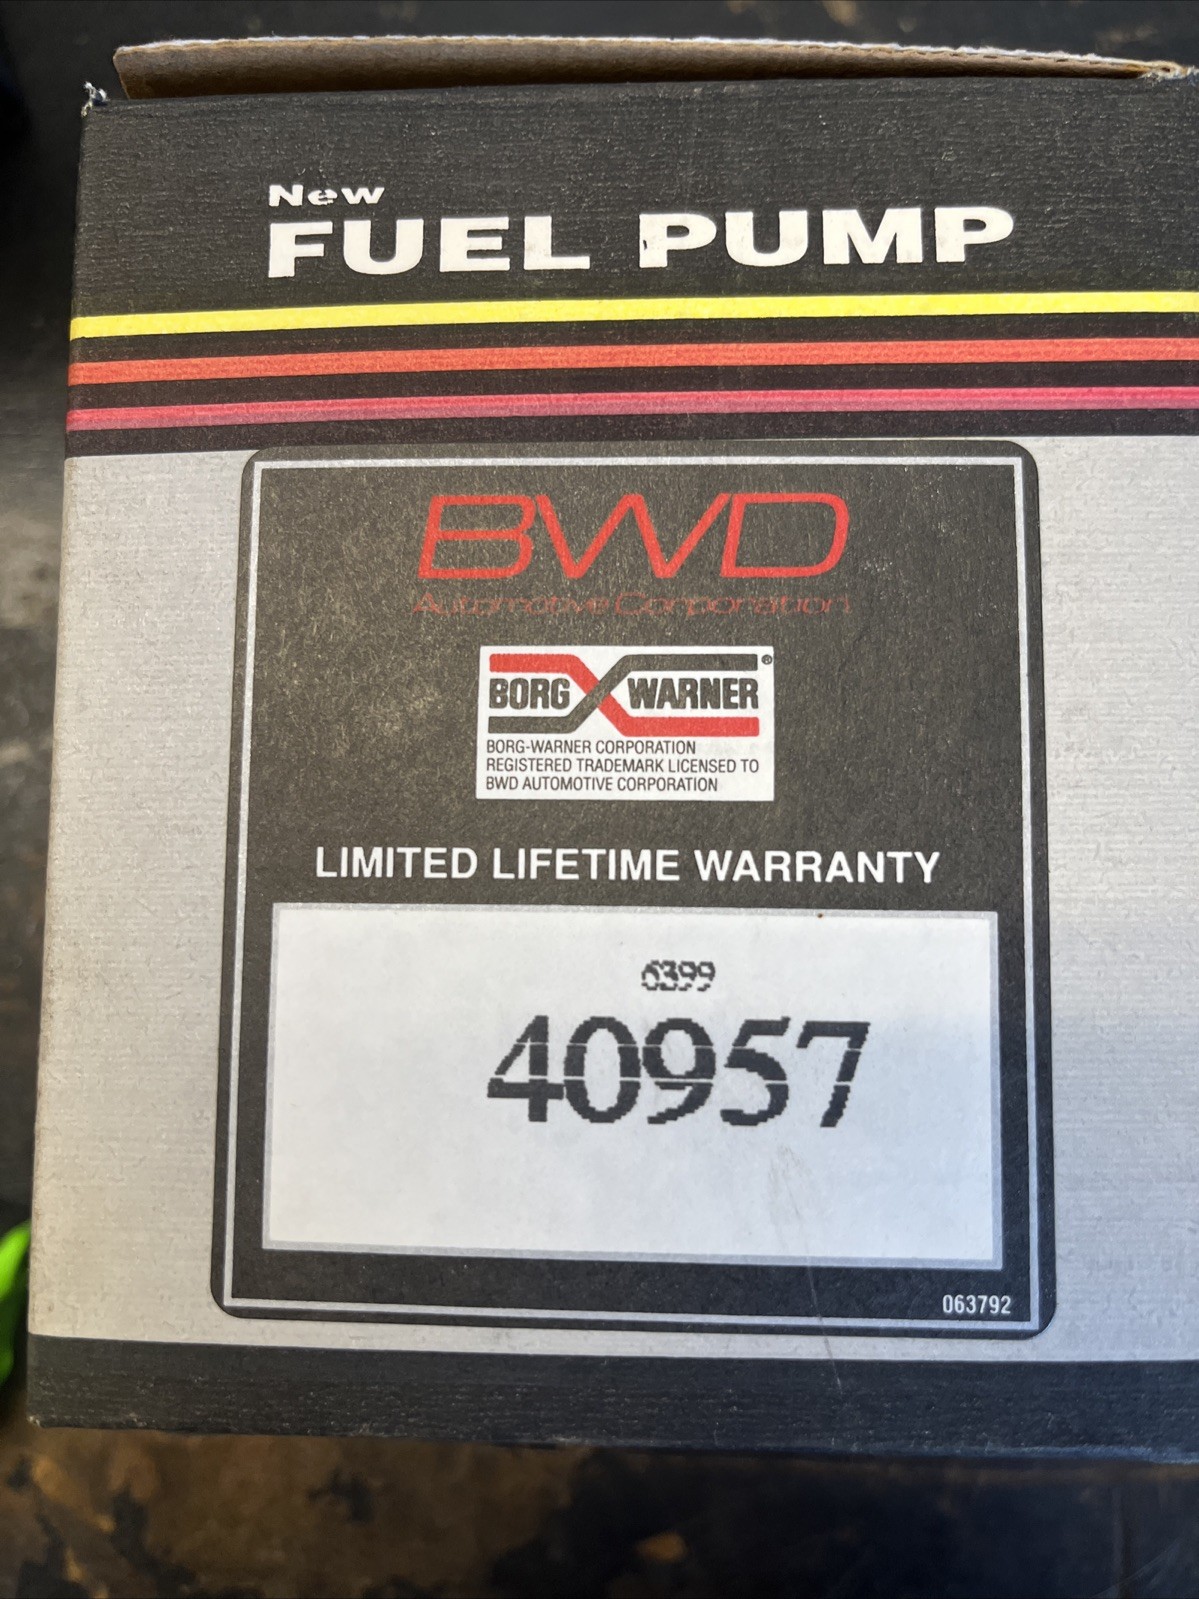 New
FUEL PUMP
BWD
Automotive Corporation
BORG WARNER ®
BORG-WARNER CORPORATION
REGISTERED TRADEMARK LICENSED TO
BWD AUTOMOTIVE CORPORATION
LIMITED LIFETIME WARRANTY
6399
40957
063792